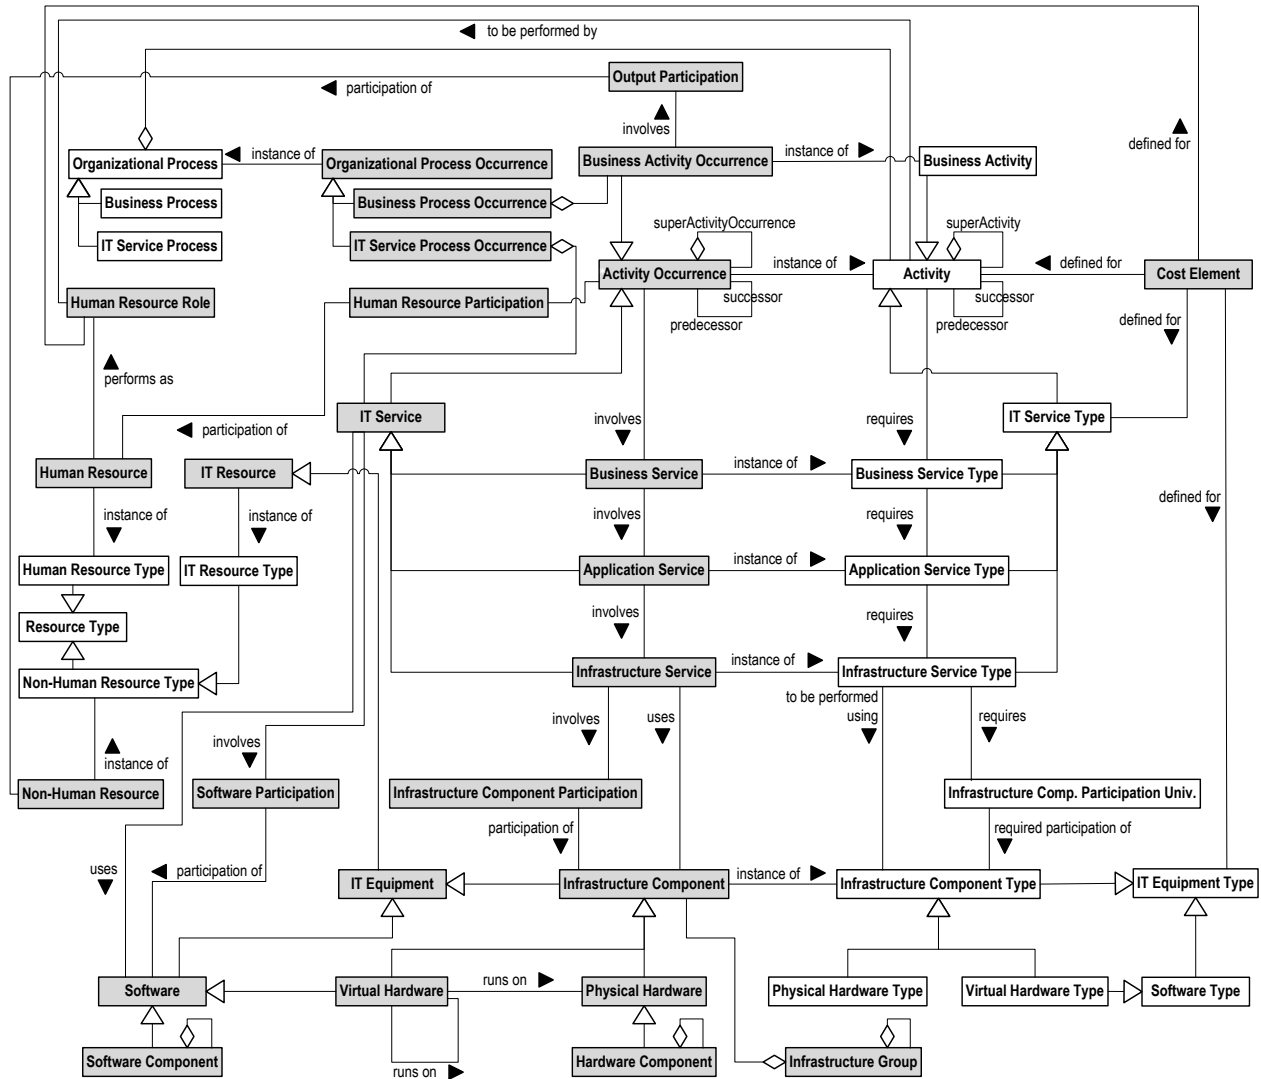 to be performed by
Output Participation
participation of
involves
defined for
Organizational Process
instance of
Organizational Process Occurrence
Business Activity Occurrence
instance of
Business Activity
Business Process
Business Process Occurrence
superActivityOccurrence
superActivity
IT Service Process
IT Service Process Occurrence
Activity Occurrence
instance of
Activity
defined for
Cost Element
Human Resource Role
Human Resource Participation
successor
successor
predecessor
predecessor
defined for
performs as
IT Service
IT Service Type
involves
requires
participation of
Human Resource
IT Resource
Business Service
instance of
Business Service Type
instance of
instance of
involves
requires
defined for
Human Resource Type
IT Resource Type
Application Service
instance of
Application Service Type
Resource Type
involves
requires
Non-Human Resource Type
Infrastructure Service
instance of
Infrastructure Service Type
to be performed
using
involves
involves
uses
requires
instance of
Non-Human Resource
Software Participation
Infrastructure Component Participation
Infrastructure Comp. Participation Univ.
participation of
required participation of
uses
participation of
IT Equipment
Infrastructure Component
instance of
Infrastructure Component Type
IT Equipment Type
Software
Virtual Hardware
runs on
Physical Hardware
Physical Hardware Type
Virtual Hardware Type
Software Type
Software Component
runs on
Hardware Component
Infrastructure Group